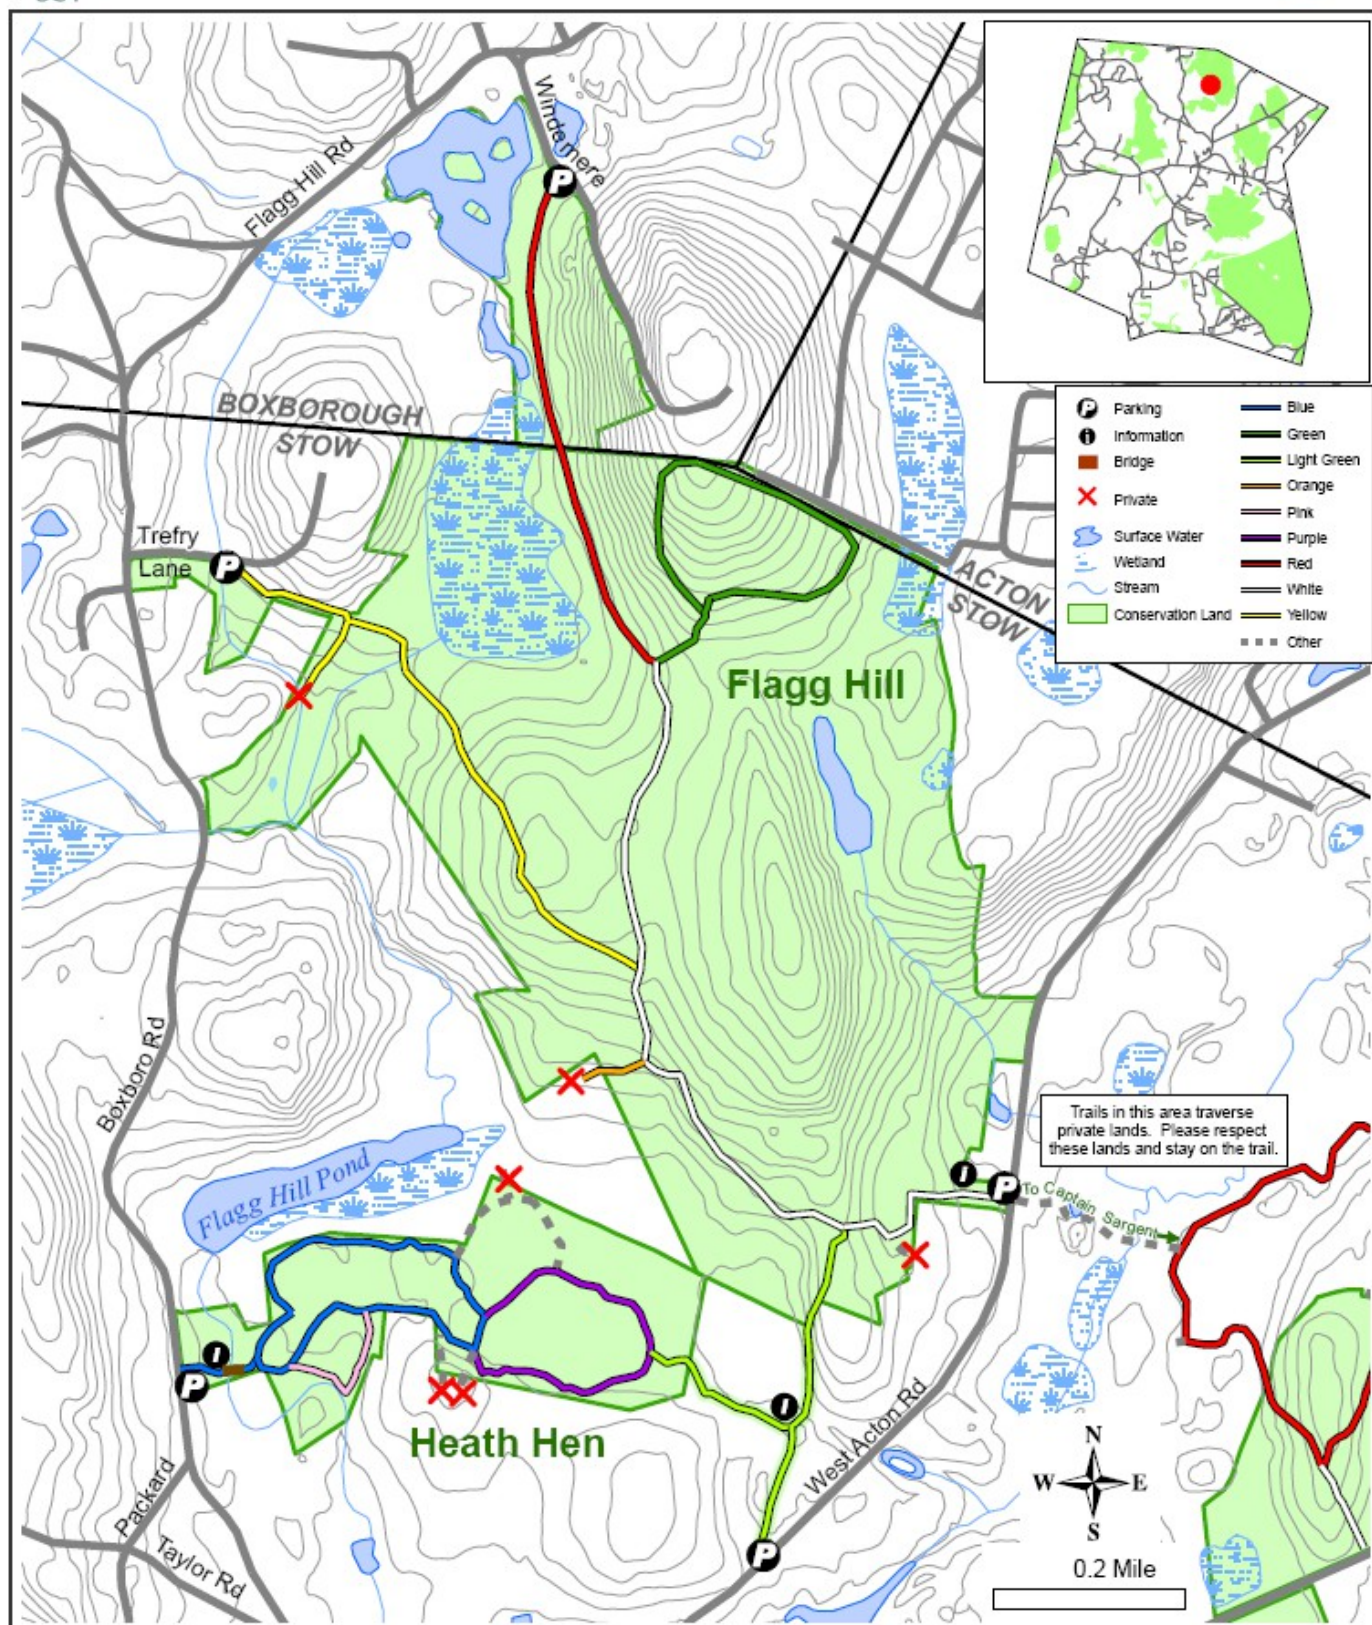 Windemere
Flagg Hill Rd
P
BOXBOROUGH
STOW
Trefry
Lane
P
ACTON
STOW
P Parking
i Information
Bridge
Private
Surface Water
Wetland
Stream
Conservation Land
Blue
Green
Light Green
Orange
Pink
Purple
Red
White
Yellow
Other
Flagg Hill
Boxboro Rd
Trails in this area traverse
private lands. Please respect
these lands and stay on the trail.
Flagg Hill Pond
i
P
To Captain Sargent
i
P
i
Heath Hen
West Acton Rd
Packard
Taylor Rd
P
N
W E
S
0.2 Mile